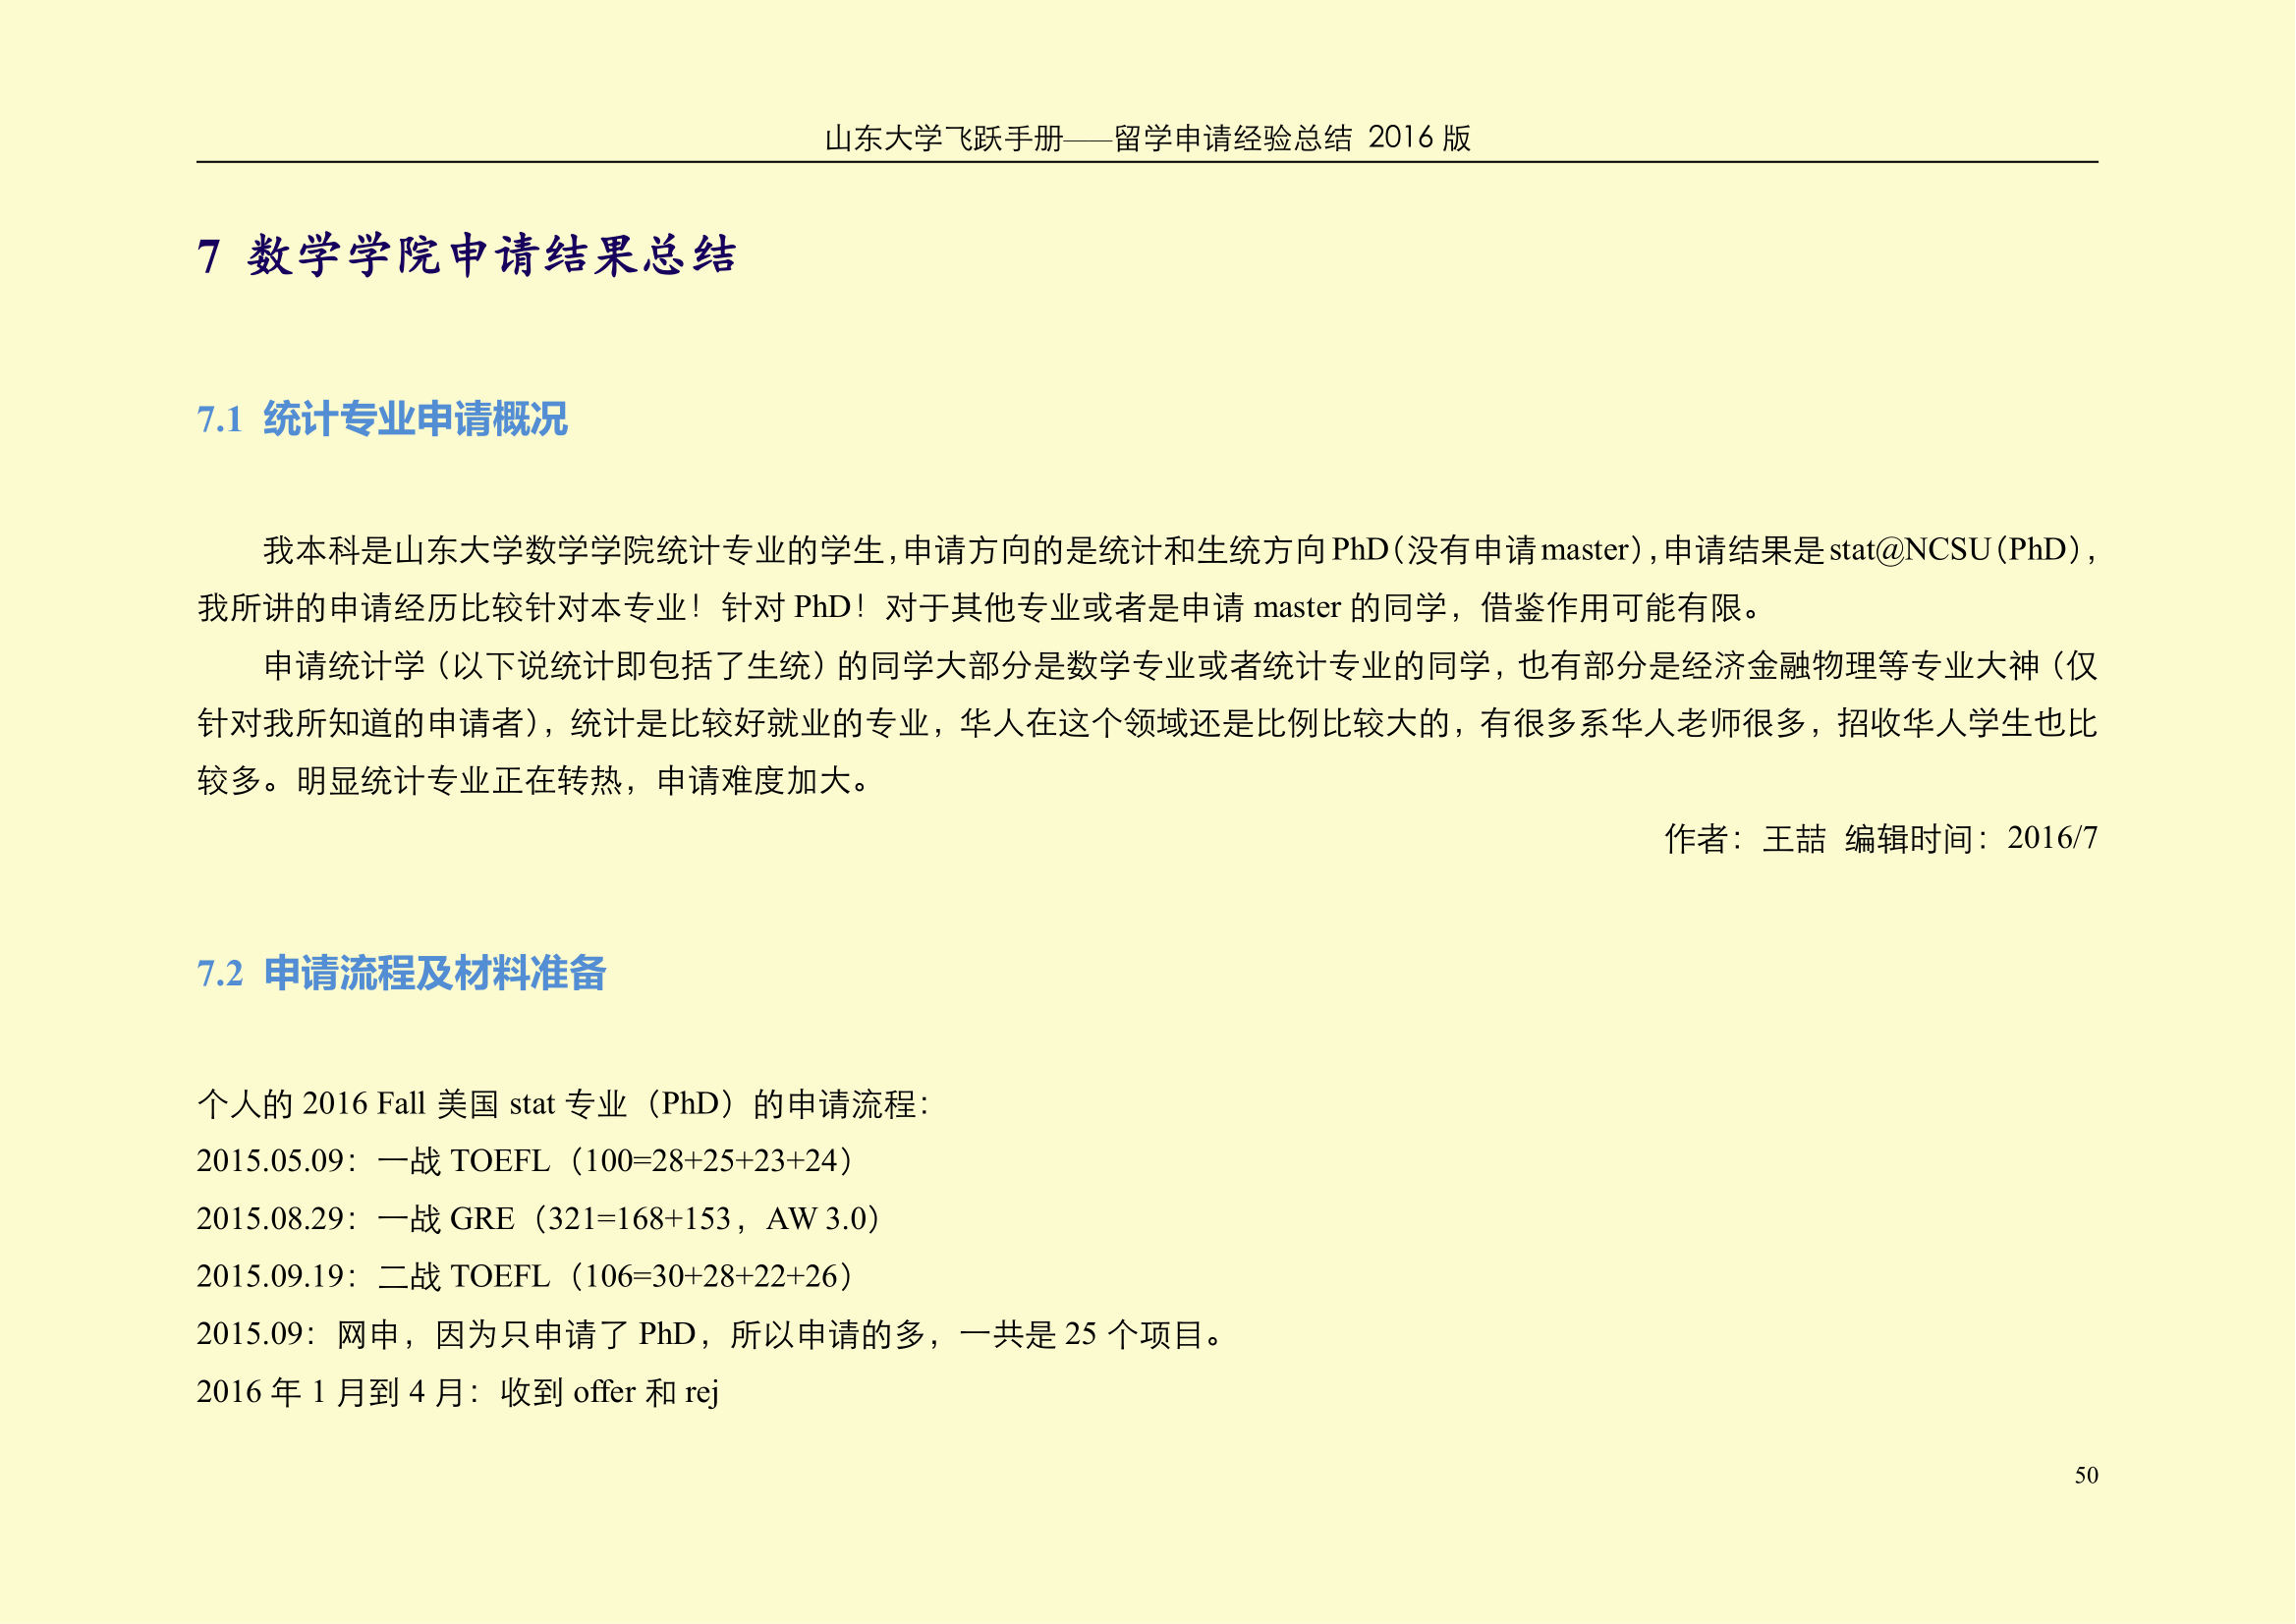 山东大学飞跃手册——留学申请经验总结 2016 版
7 数学学院申请结果总结
7.1 统计专业申请概况
我本科是山东大学数学学院统计专业的学生，申请方向的是统计和生统方向 PhD（没有申请 master），申请结果是 stat@NCSU（PhD），
我所讲的申请经历比较针对本专业！针对 PhD！对于其他专业或者是申请 master 的同学，借鉴作用可能有限。
申请统计学（以下说统计即包括了生统）的同学大部分是数学专业或者统计专业的同学，也有部分是经济金融物理等专业大神（仅
针对我所知道的申请者），统计是比较好就业的专业，华人在这个领域还是比例比较大的，有很多系华人老师很多，招收华人学生也比
较多。明显统计专业正在转热，申请难度加大。
作者：王喆 编辑时间：2016/7
7.2 申请流程及材料准备
个人的 2016 Fall 美国 stat 专业（PhD）的申请流程：
2015.05.09：一战 TOEFL（100=28+25+23+24）
2015.08.29：一战 GRE（321=168+153，AW 3.0）
2015.09.19：二战 TOEFL（106=30+28+22+26）
2015.09：网申，因为只申请了 PhD，所以申请的多，一共是 25 个项目。
2016 年 1 月到 4 月：收到 offer 和 rej
50